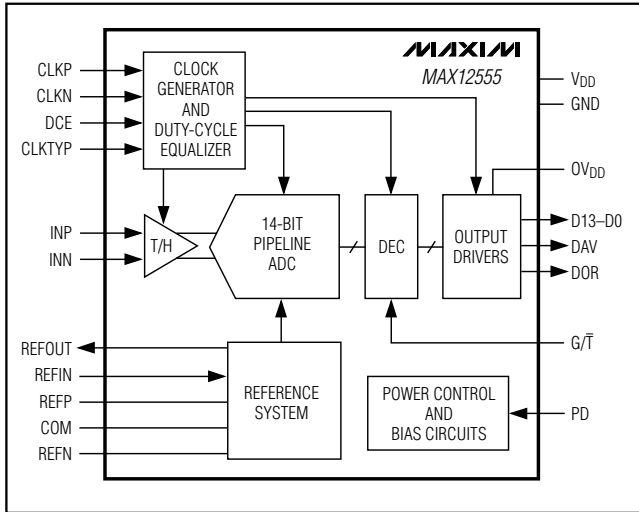 MAXIM
MAX12555
CLKP
CLKN
DCE
CLKTYP
CLOCK
GENERATOR
AND
DUTY-CYCLE
EQUALIZER
VDD
GND
OVDD
INP
INN
T/H
14-BIT
PIPELINE
ADC
DEC
OUTPUT
DRIVERS
D13–D0
DAV
DOR
REFOUT
REFIN
REFP
COM
REFN
REFERENCE
SYSTEM
G/T̅
POWER CONTROL
AND
BIAS CIRCUITS
PD